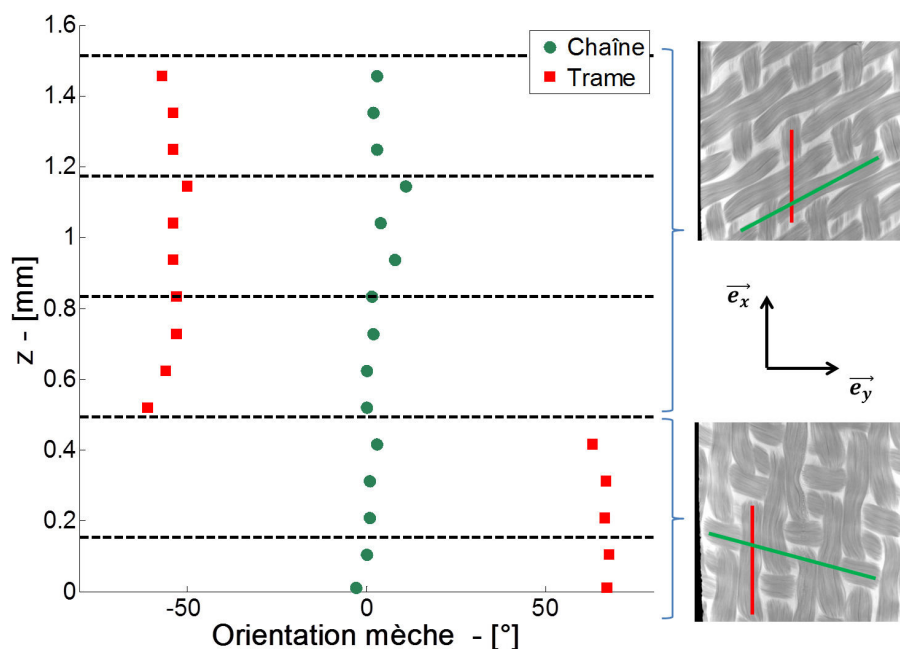 1.6
1.4
1.2
1
0.8
0.6
0.4
0.2
0
z - [mm]
-50
0
50
Orientation mèche - [°]
Chaîne
Trame
e_x
e_y